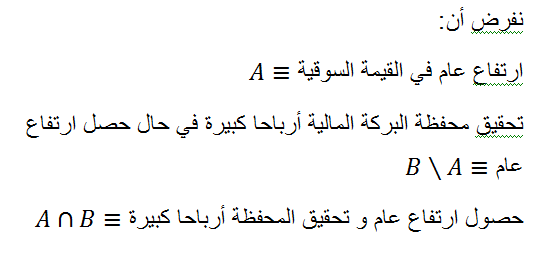 نفرض أن:
ارتفاع عام في القيمة السوقية ≡ A
تحقيق محفظة البركة المالية أرباحا كبيرة في حال حصل ارتفاع
عام ≡ B \ A
حصول ارتفاع عام و تحقيق المحفظة أرباحا كبيرة ≡ A ∩ B